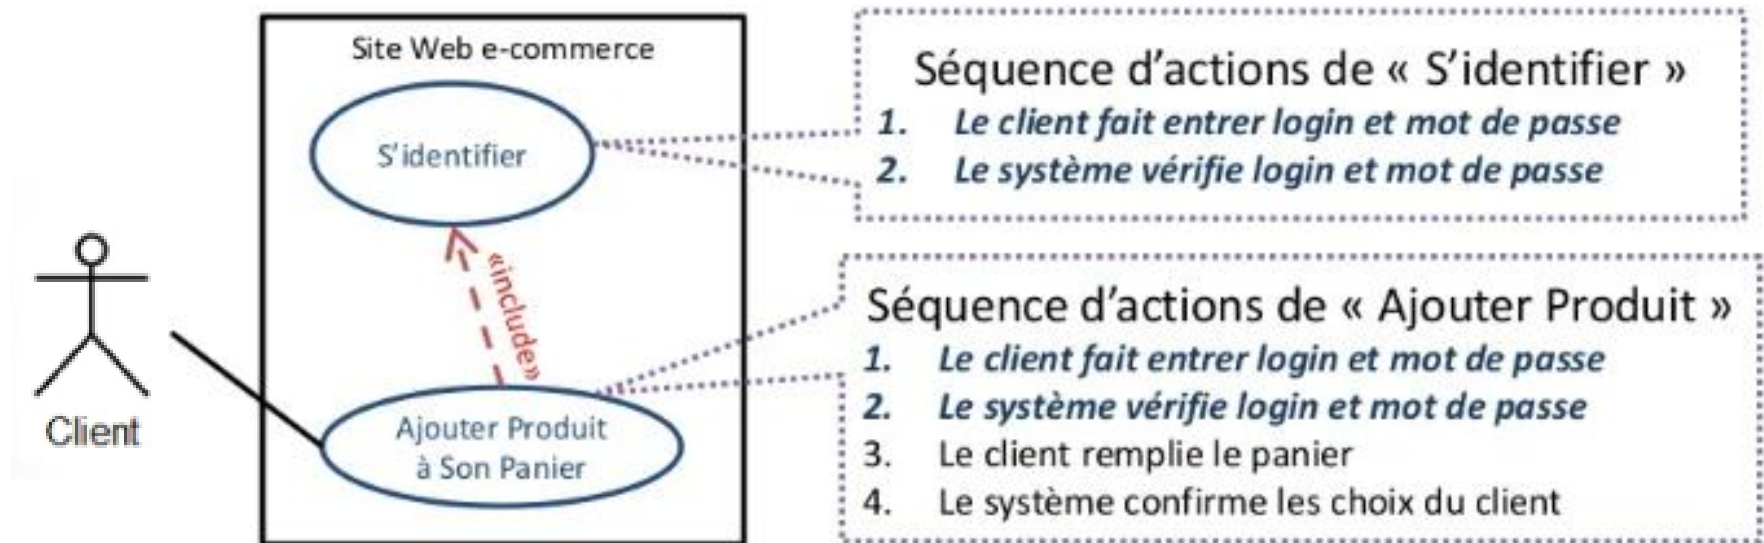 Site Web e-commerce
S'identifier
«include»
Ajouter Produit
à Son Panier
Client
Séquence d'actions de « S'identifier »
1. Le client fait entrer login et mot de passe
2. Le système vérifie login et mot de passe
Séquence d'actions de « Ajouter Produit »
1. Le client fait entrer login et mot de passe
2. Le système vérifie login et mot de passe
3. Le client remplie le panier
4. Le système confirme les choix du client